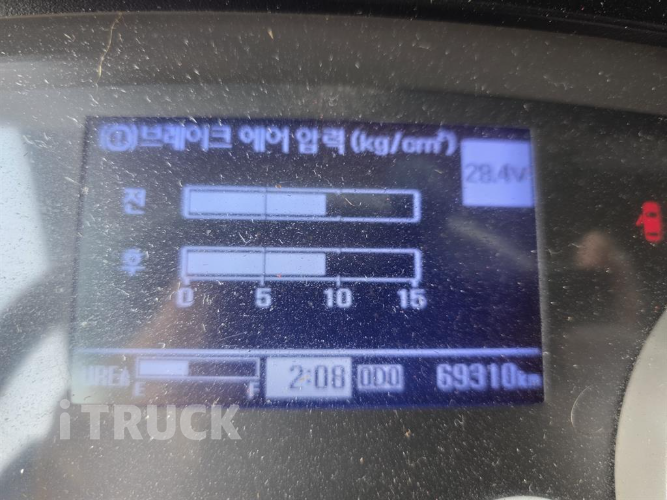 (!)브레이크 에어 압력 (kg/cm²)
28.4V
전
후
0 5 10 15
UREA E F 2:08 ODO 69310km
iTRUCK